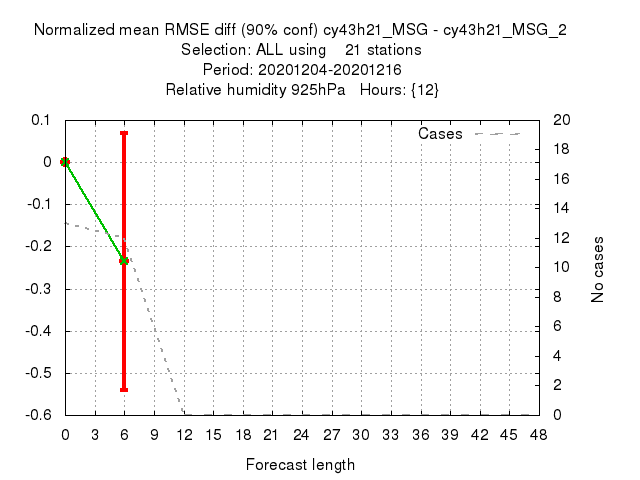 Normalized mean RMSE diff (90% conf) cy43h21_MSG - cy43h21_MSG_2
Selection: ALL using    21 stations
Period: 20201204-20201216
Relative humidity 925hPa   Hours: {12}
Cases
0.1
0
-0.1
-0.2
-0.3
-0.4
-0.5
-0.6
20
18
16
14
12
10
8
6
4
2
0
No cases
0 3 6 9 12 15 18 21 24 27 30 33 36 39 42 45 48
Forecast length